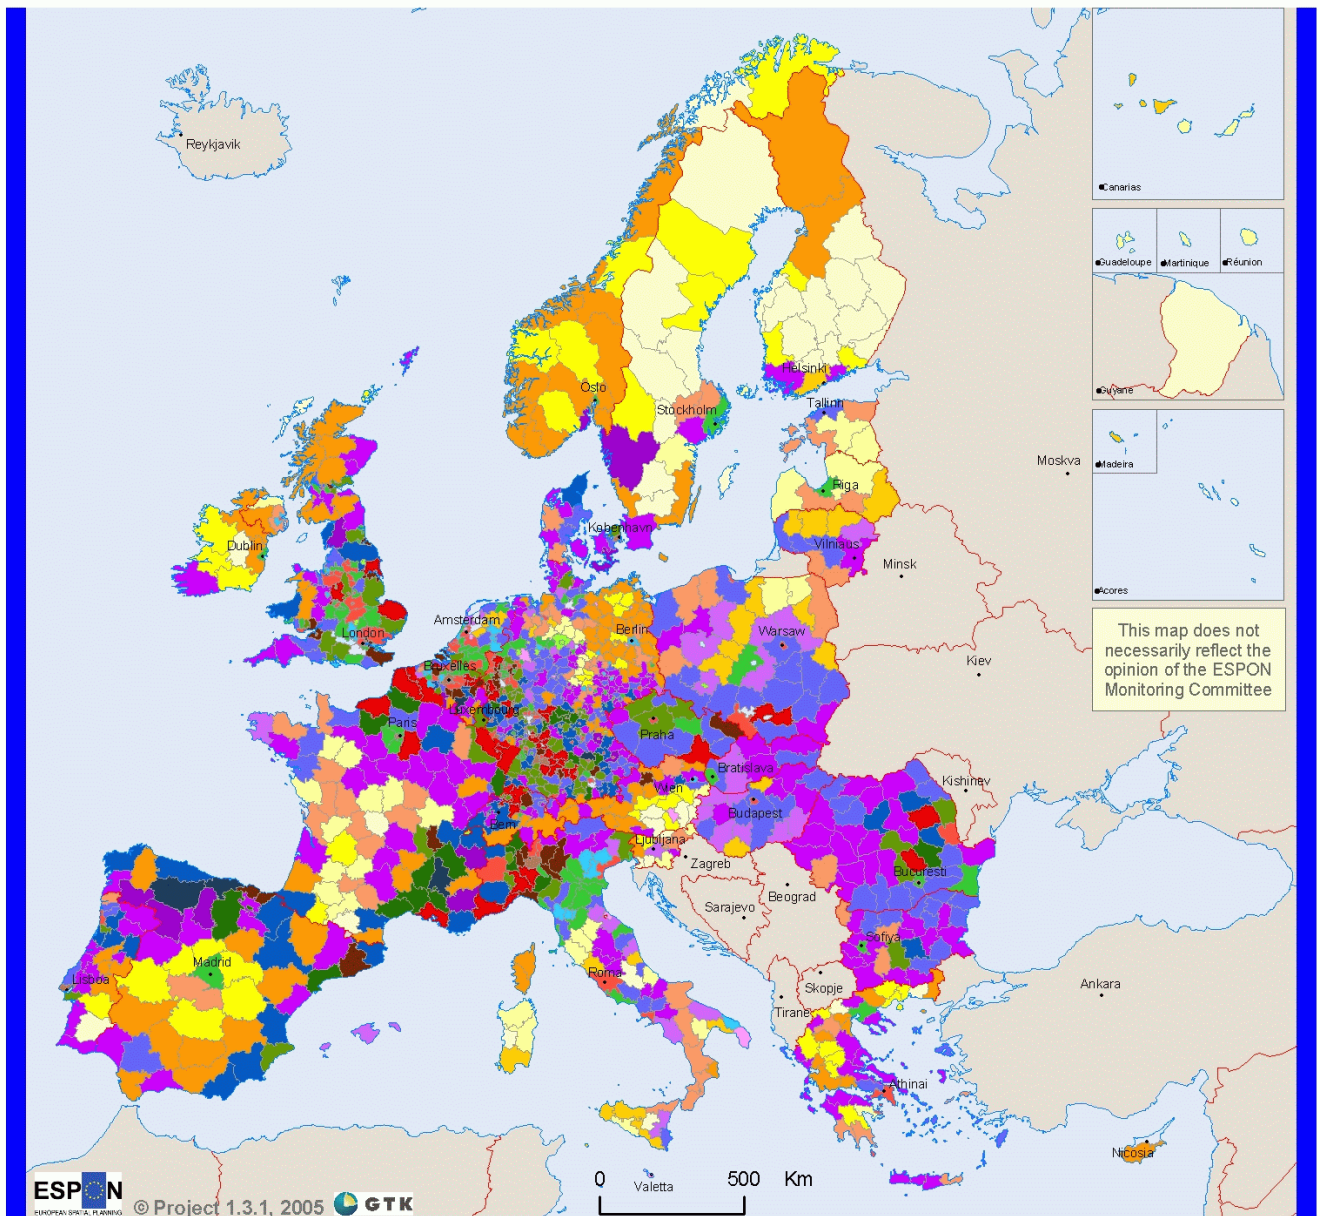 Reykjavík
Canarias
Guadeloupe
Martinique
Réunion
Guyane
Madeira
Acores
This map does not
necessarily reflect the
opinion of the ESPON
Monitoring Committee
Oslo
Helsinki
Stockholm
Tallinn
Riga
Moskva
København
Vilniaus
Minsk
Dublin
London
Amsterdam
Berlin
Warsaw
Kiev
Bruxelles
Luxembourg
Paris
Praha
Bratislava
Wien
Kishinev
Budapest
Bern
Ljubljana
Zagreb
Bucuresti
Beograd
Sarajevo
Sofiya
Madrid
Lisboa
Roma
Skopje
Tirane
Ankara
Athinai
Nicosia
Valetta
0 500 Km
ESPON
EUROPEAN SPATIAL PLANNING
© Project 1.3.1, 2005
GTK